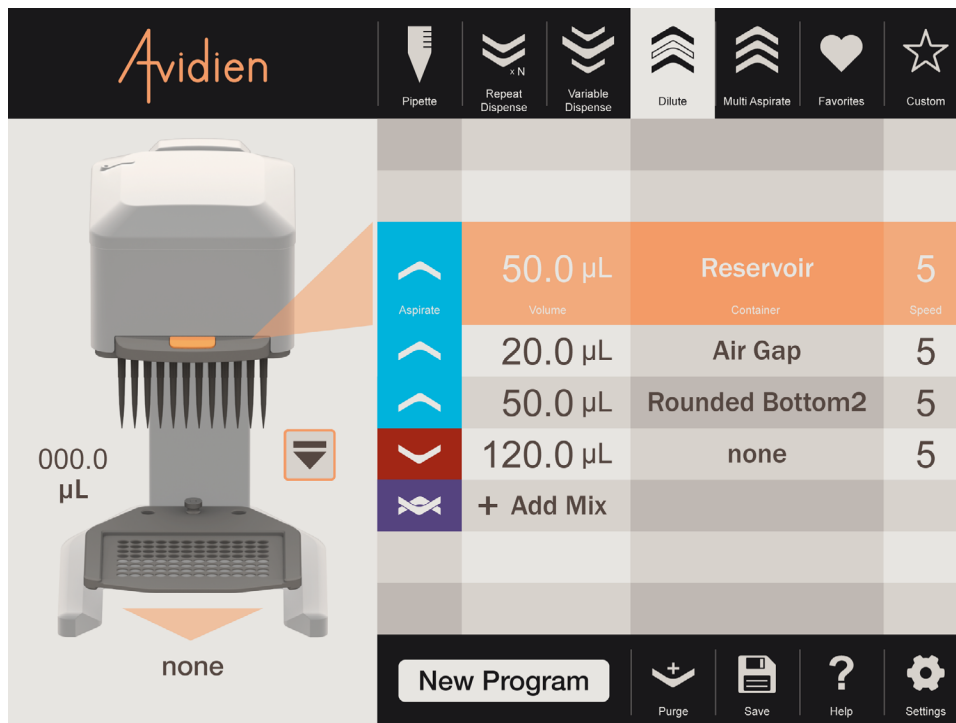 Avidien
Pipette
x N
Repeat
Dispense
Variable
Dispense
Dilute
Multi Aspirate
Favorites
Custom
Aspirate
50.0 µL
Volume
Reservoir
Container
5
Speed
20.0 µL Air Gap 5
50.0 µL Rounded Bottom2 5
120.0 µL none 5
+ Add Mix
000.0
µL
none
New Program
Purge
Save
? 
Help
Settings